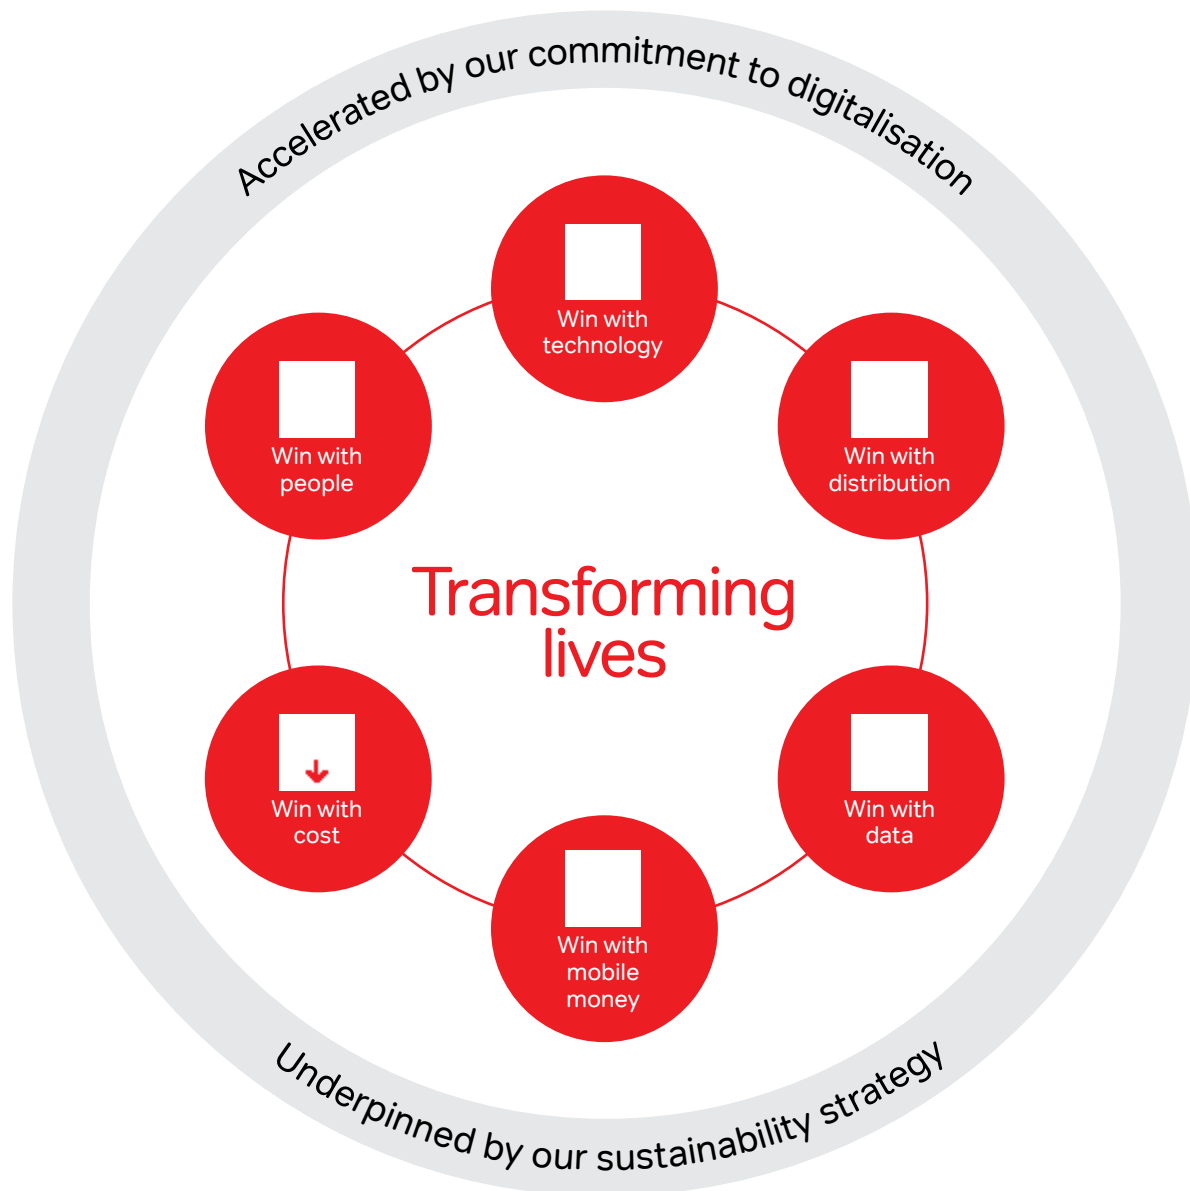 Accelerated by our commitment to digitalisation
Win with
technology
Win with
people
Win with
distribution
Transforming
lives
Win with
cost
Win with
data
Win with
mobile
money
Underpinned by our sustainability strategy